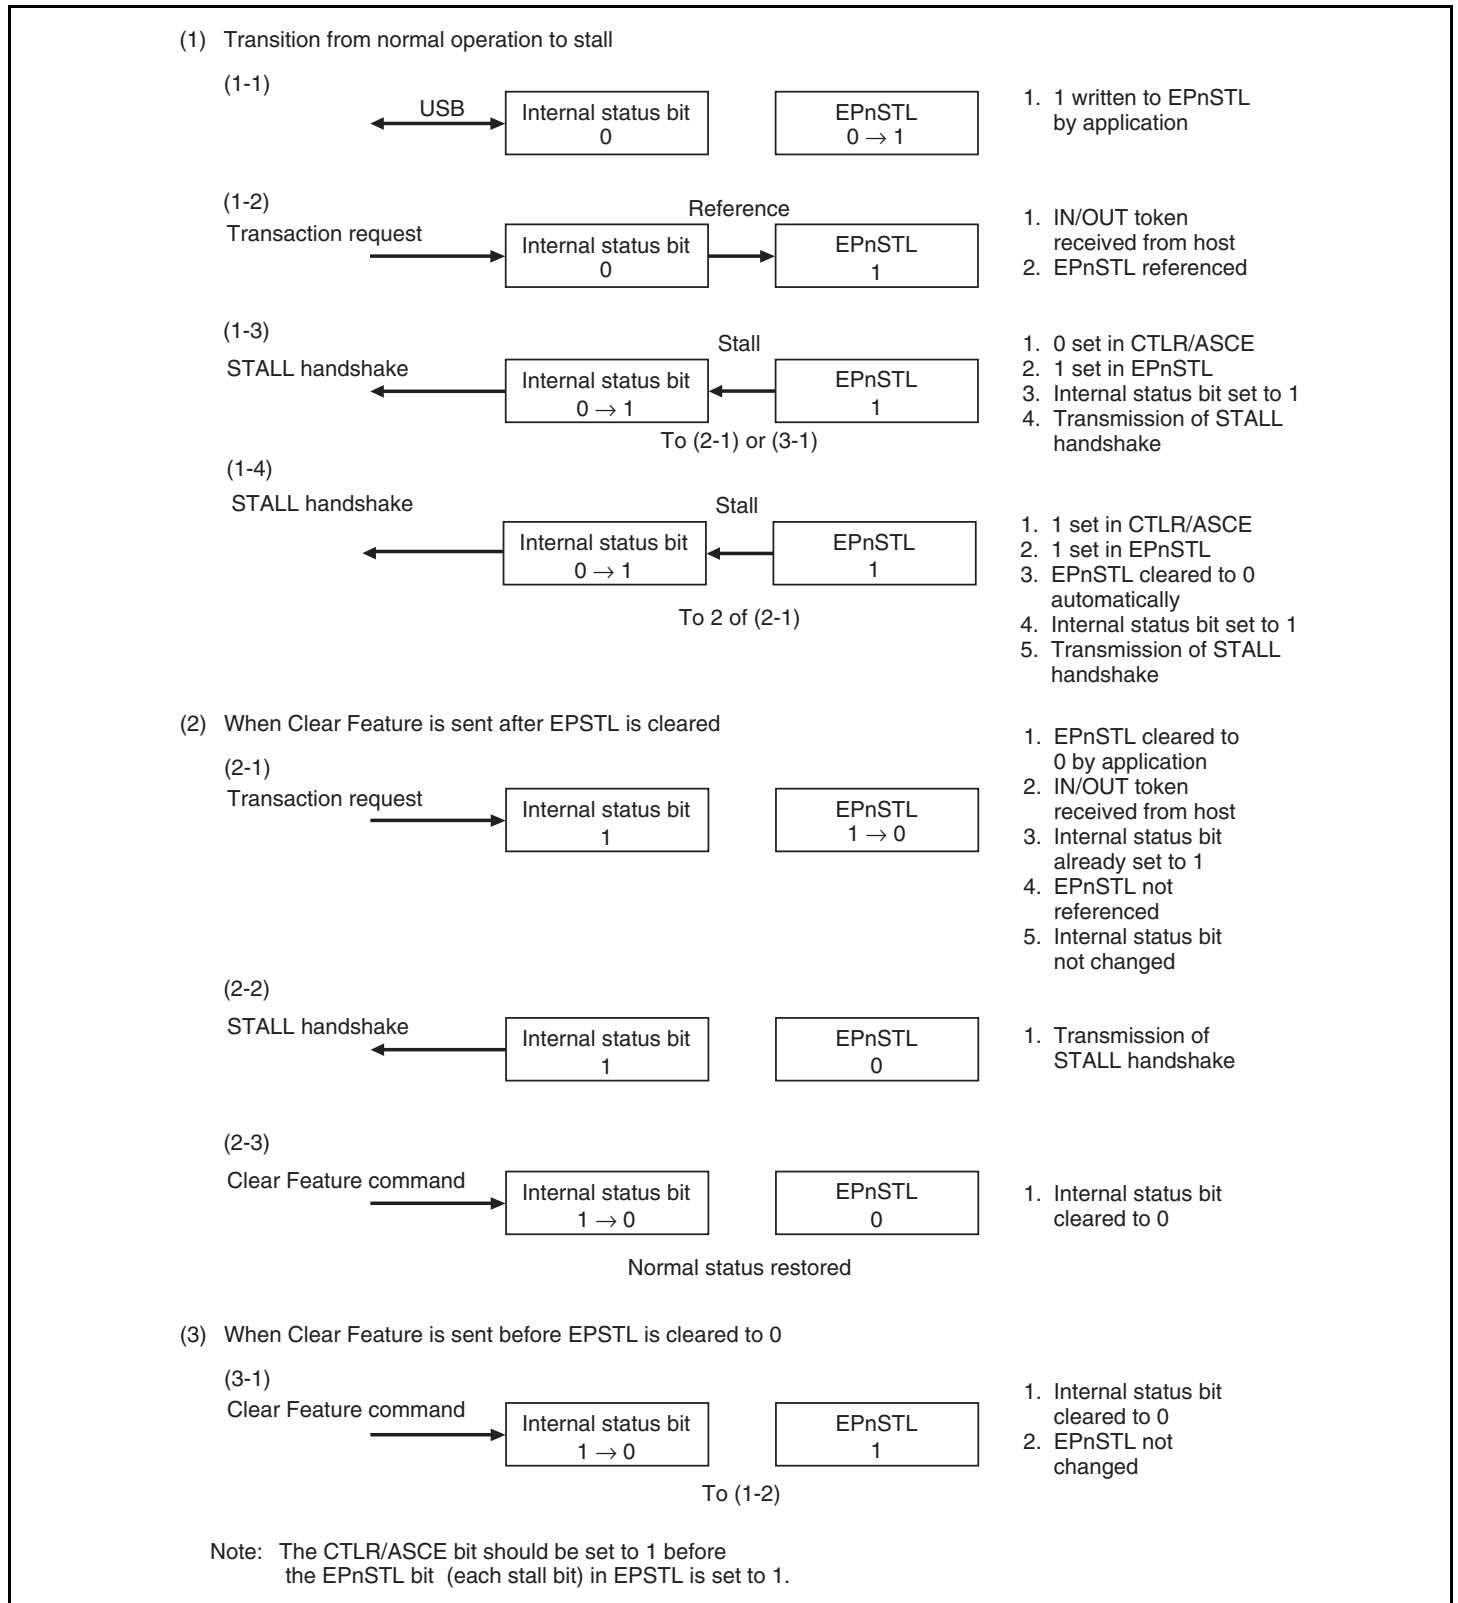 (1) Transition from normal operation to stall
(1-1)
USB
Internal status bit
0
EPnSTL
0 → 1
1. 1 written to EPnSTL
by application
(1-2)
Transaction request
Reference
Internal status bit
0
EPnSTL
1
1. IN/OUT token
received from host
2. EPnSTL referenced
(1-3)
STALL handshake
Stall
Internal status bit
0 → 1
EPnSTL
1
To (2-1) or (3-1)
1. 0 set in CTLR/ASCE
2. 1 set in EPnSTL
3. Internal status bit set to 1
4. Transmission of STALL
handshake
(1-4)
STALL handshake
Stall
Internal status bit
0 → 1
EPnSTL
1
To 2 of (2-1)
1. 1 set in CTLR/ASCE
2. 1 set in EPnSTL
3. EPnSTL cleared to 0
automatically
4. Internal status bit set to 1
5. Transmission of STALL
handshake
(2) When Clear Feature is sent after EPSTL is cleared
(2-1)
Transaction request
Internal status bit
1
EPnSTL
1 → 0
1. EPnSTL cleared to
0 by application
2. IN/OUT token
received from host
3. Internal status bit
already set to 1
4. EPnSTL not
referenced
5. Internal status bit
not changed
(2-2)
STALL handshake
Internal status bit
1
EPnSTL
0
1. Transmission of
STALL handshake
(2-3)
Clear Feature command
Internal status bit
1 → 0
EPnSTL
0
1. Internal status bit
cleared to 0
Normal status restored
(3) When Clear Feature is sent before EPSTL is cleared to 0
(3-1)
Clear Feature command
Internal status bit
1 → 0
EPnSTL
1
1. Internal status bit
cleared to 0
2. EPnSTL not
changed
To (1-2)
Note: The CTLR/ASCE bit should be set to 1 before
the EPnSTL bit (each stall bit) in EPSTL is set to 1.